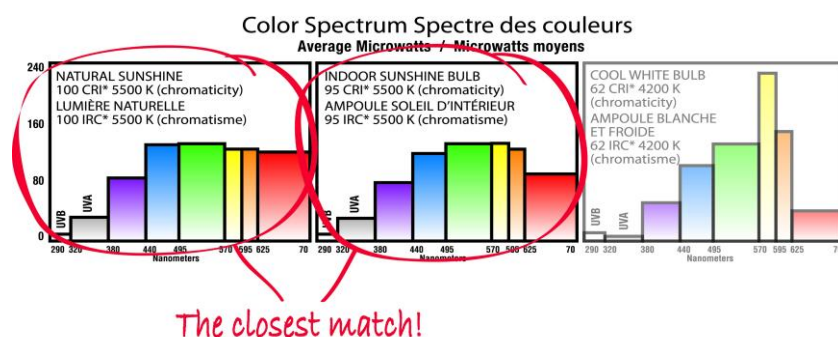 Color Spectrum Spectre des couleurs
Average Microwatts / Microwatts moyens
240
160
80
0
NATURAL SUNSHINE
100 CRI* 5500 K (chromaticity)
LUMIÈRE NATURELLE
100 IRC* 5500 K (chromatisme)
UVB
UVA
290 320 380 440 495 570 595 625 70
Nanometers
INDOOR SUNSHINE BULB
95 CRI* 5500 K (chromaticity)
AMPOULE SOLEIL D'INTÉRIEUR
95 IRC* 5500 K (chromatisme)
UVB
UVA
290 320 380 440 495 570 595 625 70
Nanometers
COOL WHITE BULB
62 CRI* 4200 K
(chromaticity)
AMPOULE BLANCHE
ET FROIDE
62 IRC* 4200 K
(chromatisme)
UVB
UVA
290 320 380 440 495 570 595 625 70
Nanometers
The closest match!